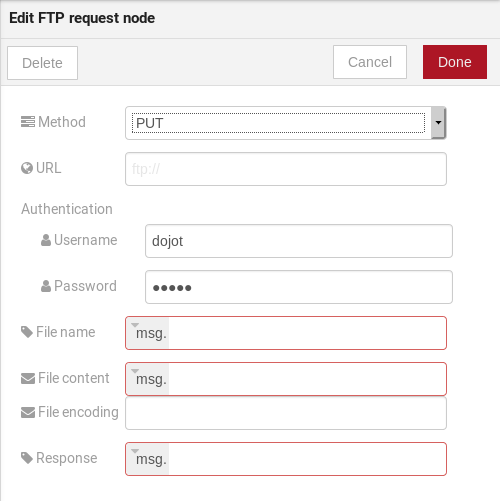 Edit FTP request node
Delete Cancel Done
Method PUT
URL ftp://
Authentication
Username dojot
Password ●●●●●
File name msg.
File content msg.
File encoding
Response msg.